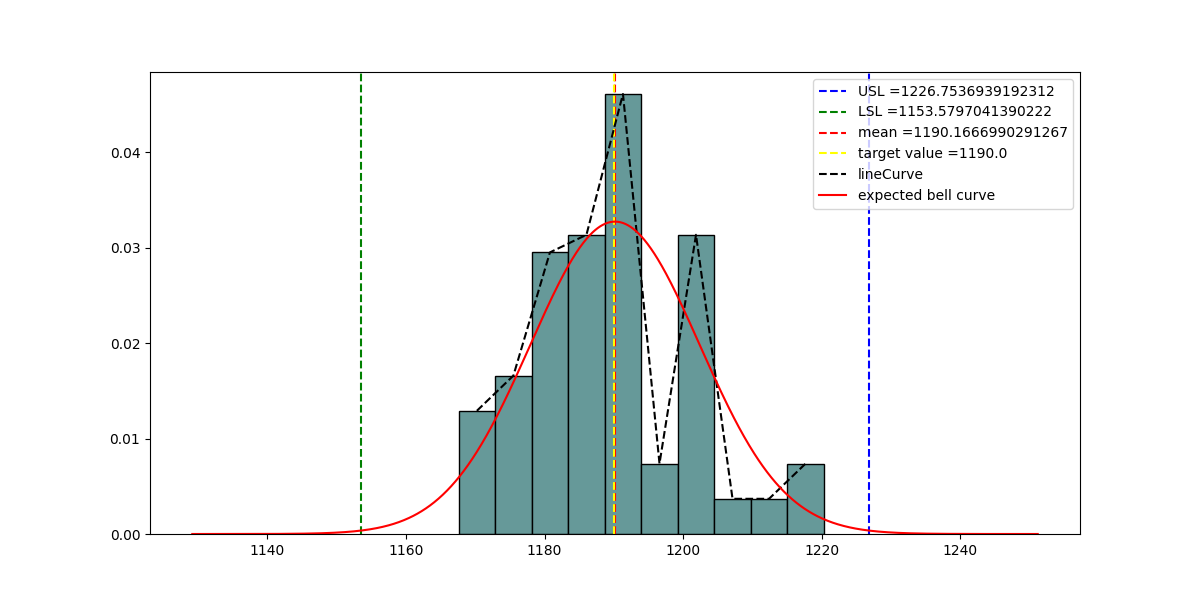 USL =1226.7536939192312
LSL =1153.5797041390222
mean =1190.1666990291267
target value =1190.0
lineCurve
expected bell curve
0.04
0.03
0.02
0.01
0.00
1140 1160 1180 1200 1220 1240